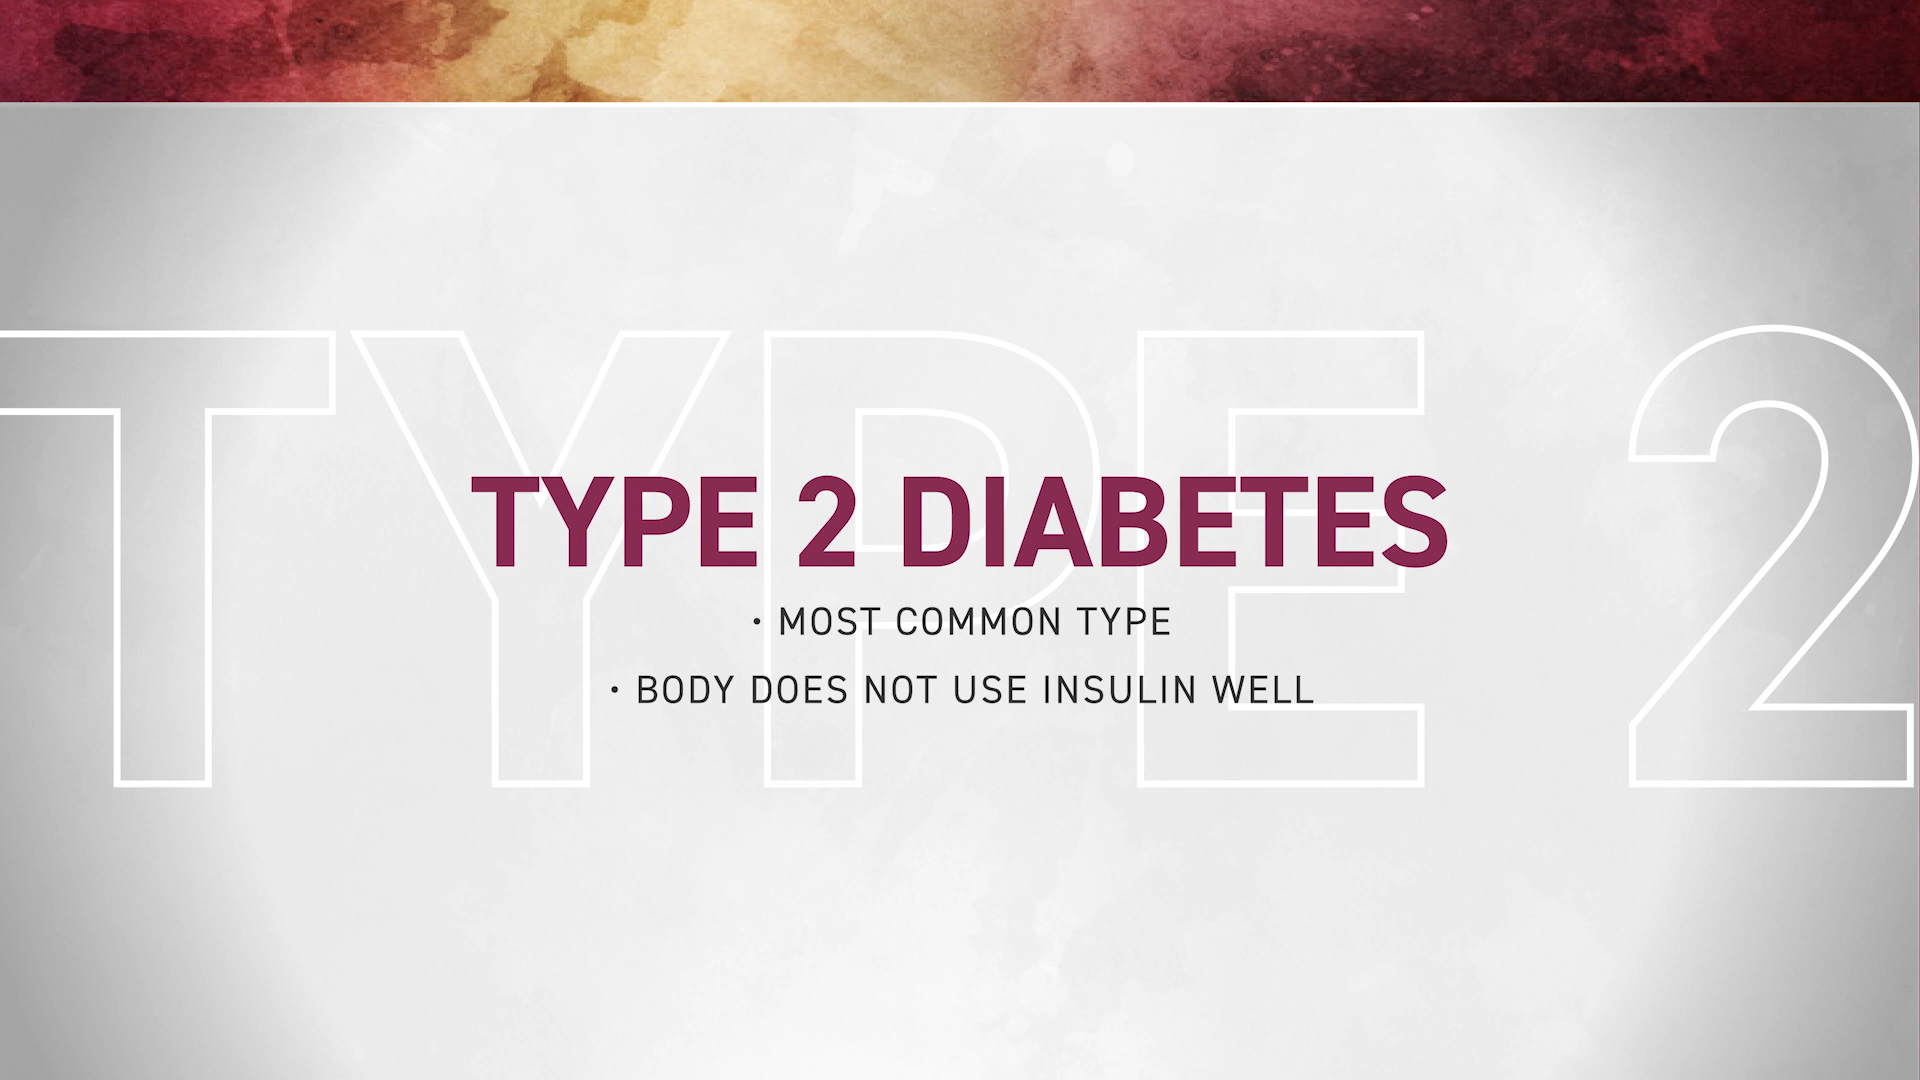 TYPE 2
TYPE 2 DIABETES
· MOST COMMON TYPE
· BODY DOES NOT USE INSULIN WELL